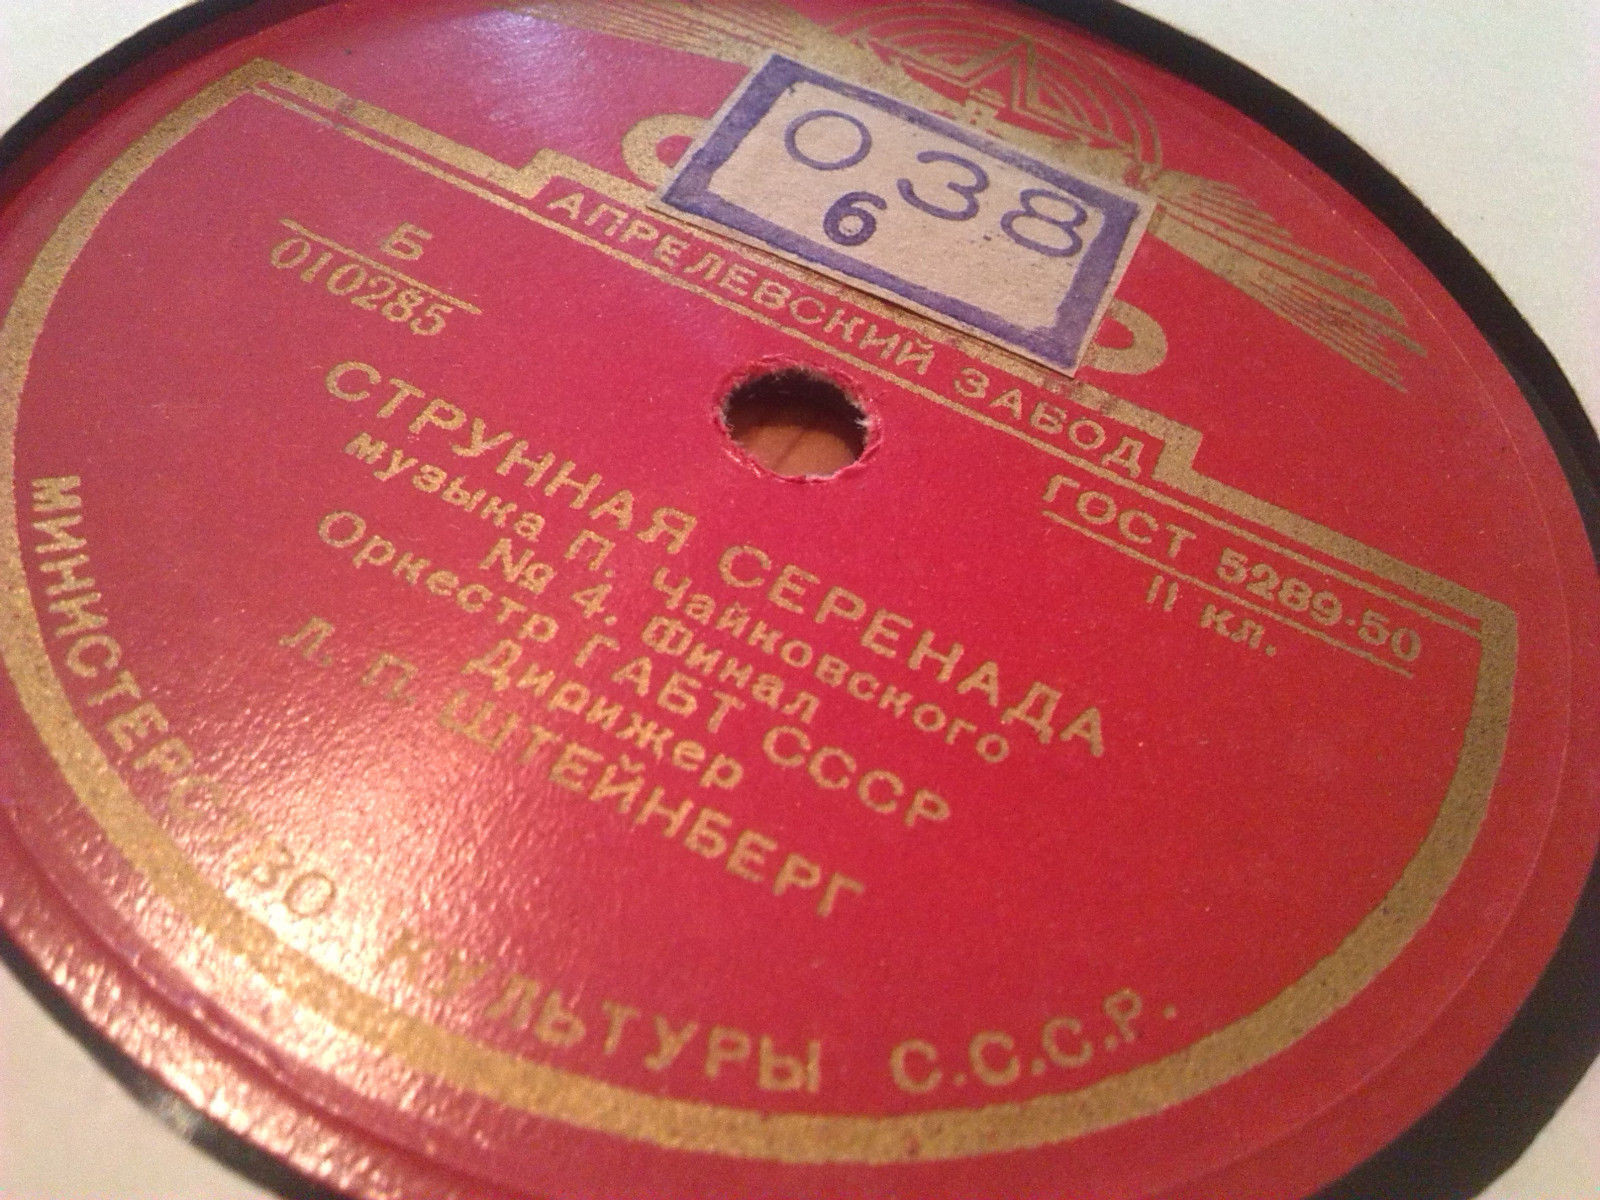 038
6
АПРЕЛЕВСКИЙ ЗАВОД
Б
010285
ГОСТ 5289·50
II КЛ.
СТРУННАЯ СЕРЕНАДА
музыка П. Чайковского
№ 4. Финал
Оркестр ГАБТ СССР
Дирижер
Л. П. ШТЕЙНБЕРГ
МИНИСТЕРСТВО КУЛЬТУРЫ С.С.С.Р.